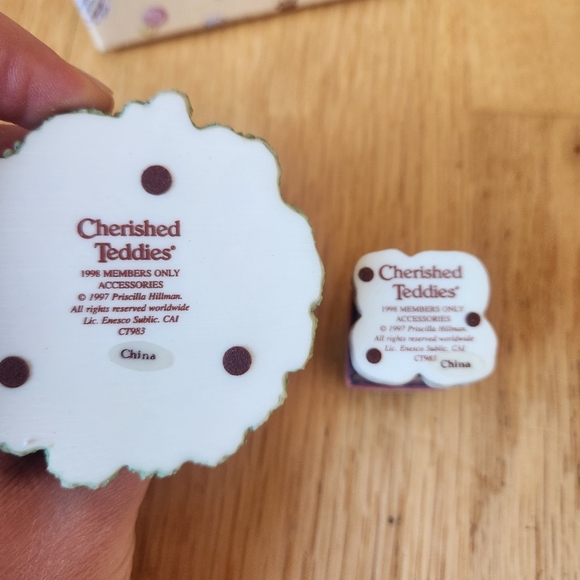 Cherished
Teddies®
1998 MEMBERS ONLY
ACCESSORIES
© 1997 Priscilla Hillman.
All rights reserved worldwide
Lic. Enesco Sublic. CAI
CT983
China
Cherished
Teddies®
1998 MEMBERS ONLY
ACCESSORIES
© 1997 Priscilla Hillman.
All rights reserved worldwide
Lic. Enesco Sublic. CAI
CT983
China